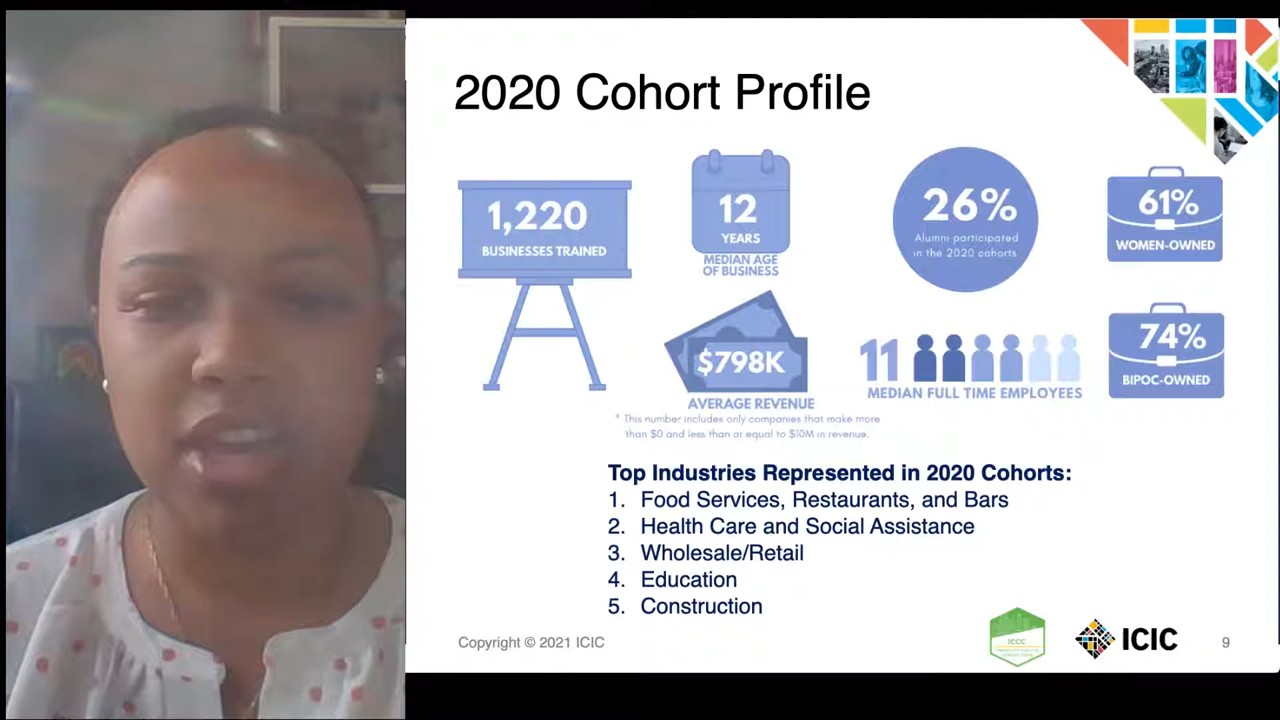 2020 Cohort Profile
1,220
BUSINESSES TRAINED
12
YEARS
MEDIAN AGE
OF BUSINESS
26%
Alumni participated
in the 2020 cohorts
61%
WOMEN-OWNED
$798K
AVERAGE REVENUE
* This number includes only companies that make more
than $0 and less than or equal to $10M in revenue.
11
MEDIAN FULL TIME EMPLOYEES
74%
BIPOC-OWNED
Top Industries Represented in 2020 Cohorts:
1. Food Services, Restaurants, and Bars
2. Health Care and Social Assistance
3. Wholesale/Retail
4. Education
5. Construction
Copyright © 2021 ICIC
ICCC
ICIC
9